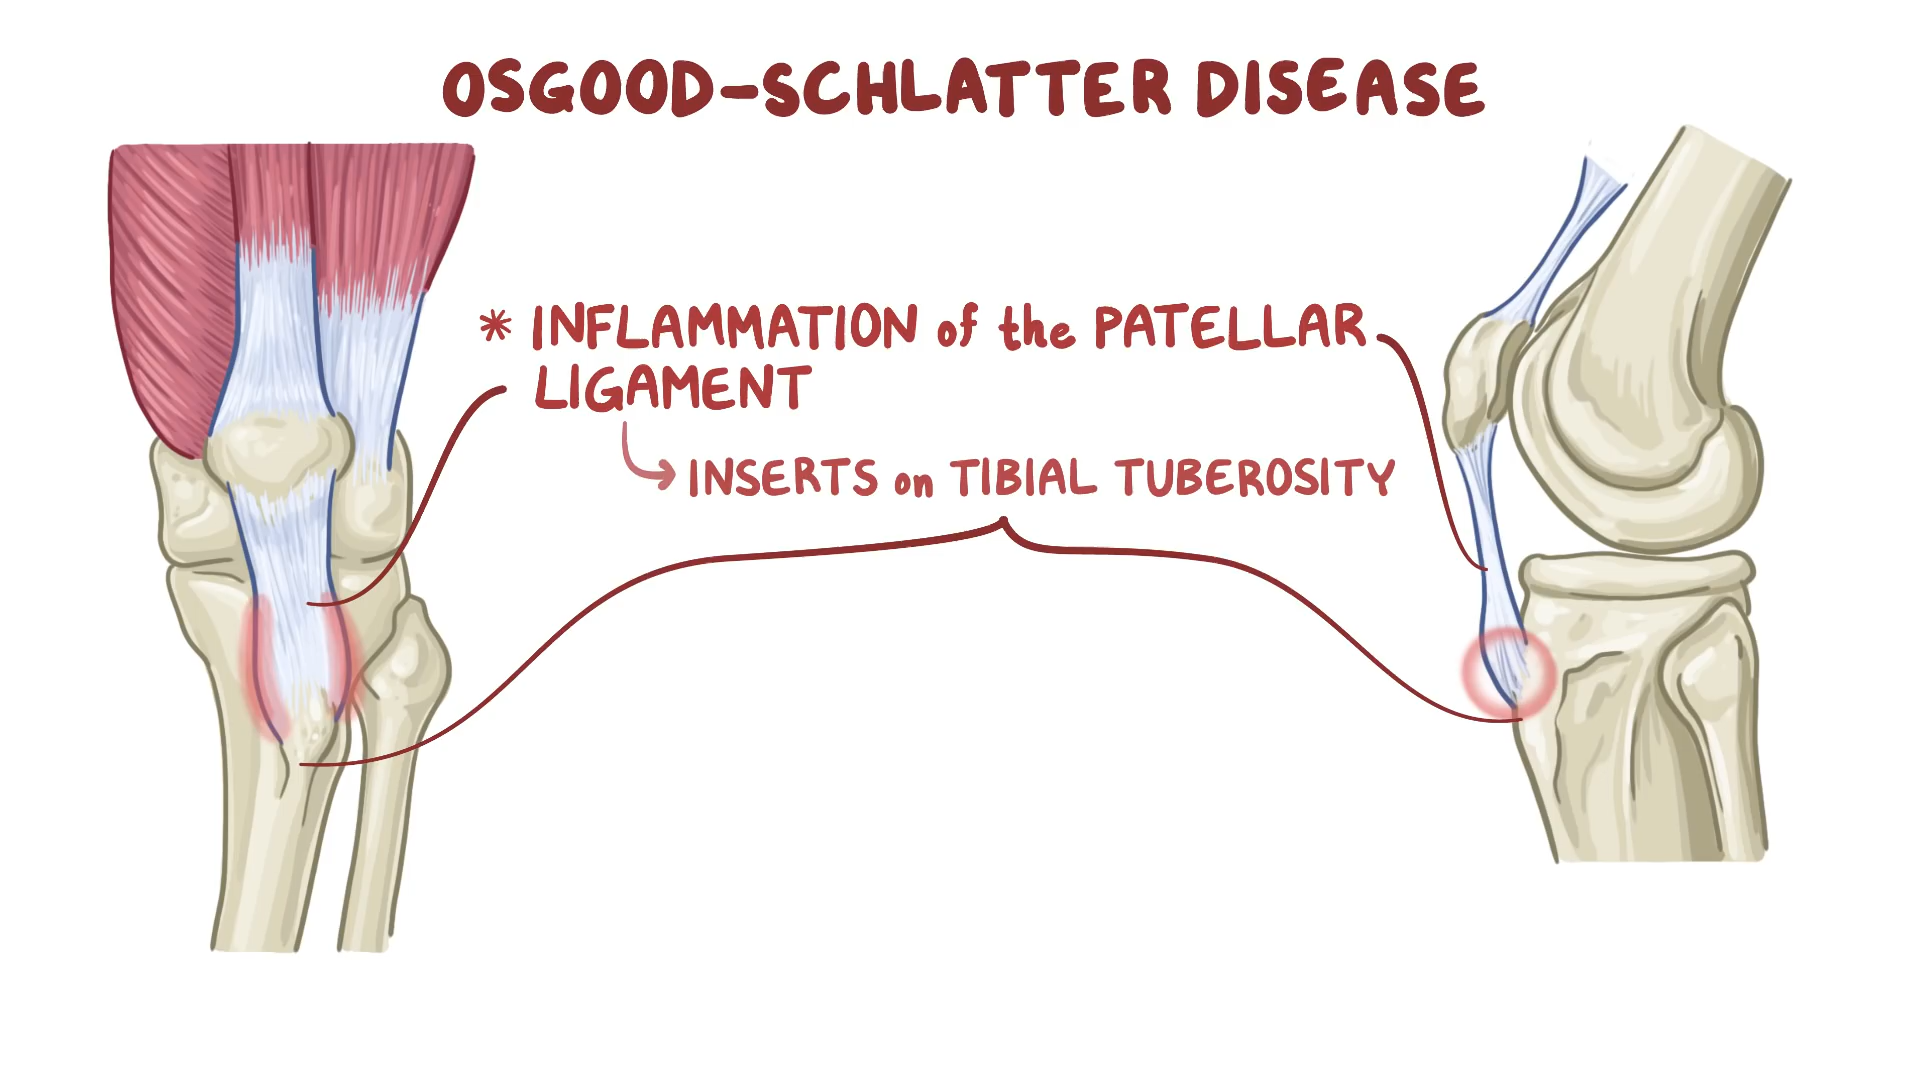 OSGOOD-SCHLATTER DISEASE
* INFLAMMATION of the PATELLAR
LIGAMENT
INSERTS on TIBIAL TUBEROSITY